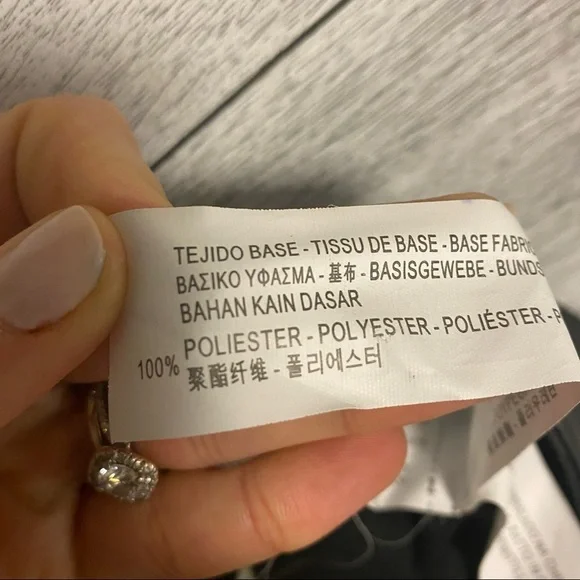 TEJIDO BASE - TISSU DE BASE - BASE FABRI
ΒΑΣΙΚΟ ΥΦΑΣΜΑ - 基布 - BASISGEWEBE - BUNDS
BAHAN KAIN DASAR
100% POLIESTER - POLYESTER - POLIÉSTER - P
聚酯纤维 - 폴리에스터